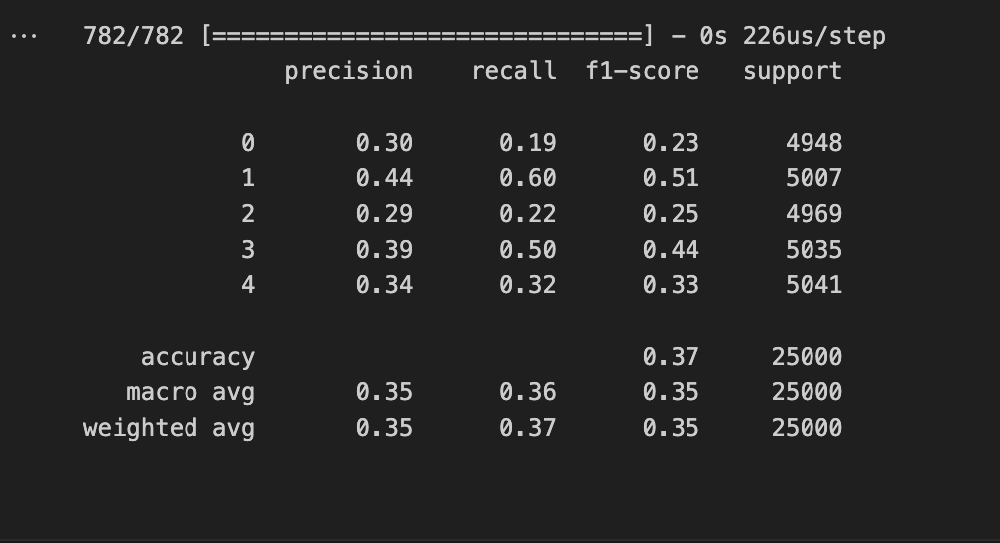 ... 782/782 [==============================] - 0s 226us/step
precision recall f1-score support
0 0.30 0.19 0.23 4948
1 0.44 0.60 0.51 5007
2 0.29 0.22 0.25 4969
3 0.39 0.50 0.44 5035
4 0.34 0.32 0.33 5041
accuracy 0.37 25000
macro avg 0.35 0.36 0.35 25000
weighted avg 0.35 0.37 0.35 25000